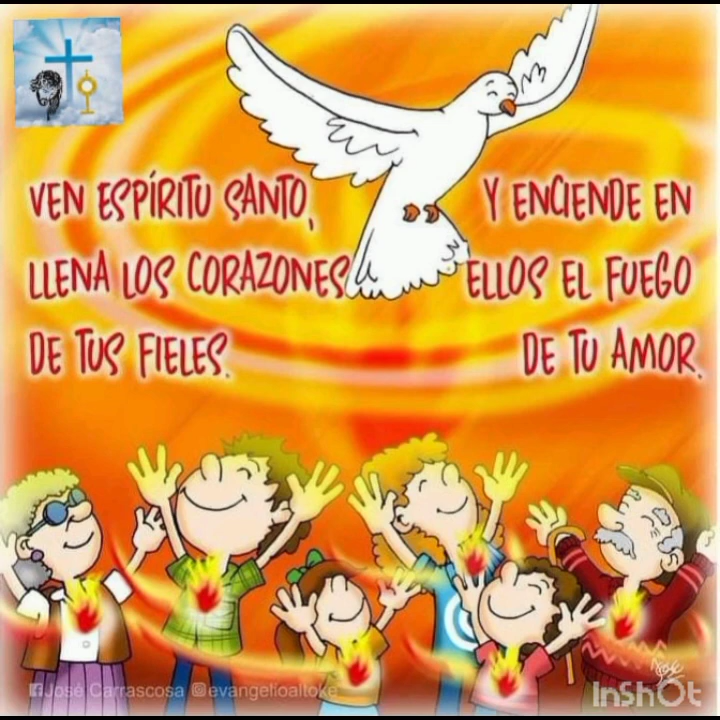 VEN ESPÍRITU SANTO,
LLENA LOS CORAZONES
DE TUS FIELES.
Y ENCIENDE EN
ELLOS EL FUEGO
DE TU AMOR.
José Carrascosa @evangelioaltoke
InShOt